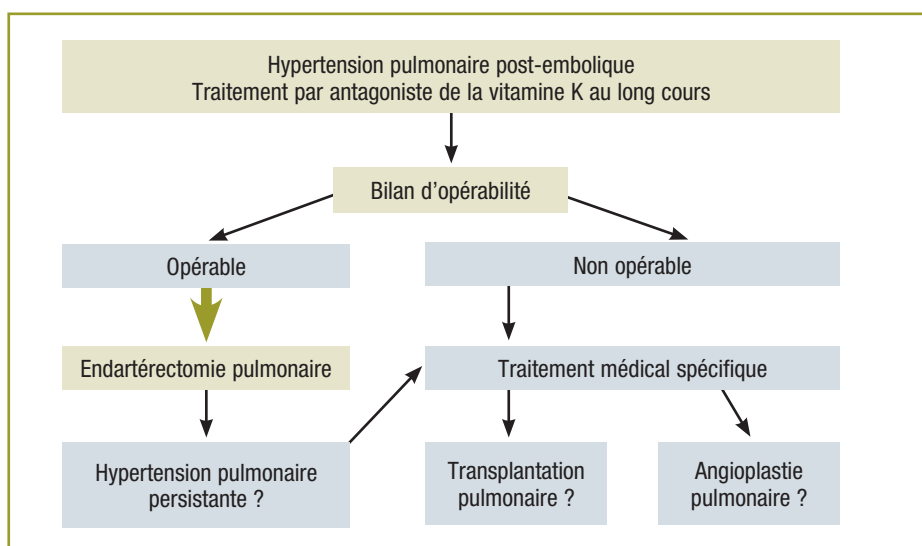 Hypertension pulmonaire post-embolique
Traitement par antagoniste de la vitamine K au long cours
Bilan d’opérabilité
Opérable
Non opérable
Endartérectomie pulmonaire
Traitement médical spécifique
Hypertension pulmonaire
persistante ?
Transplantation
pulmonaire ?
Angioplastie
pulmonaire ?